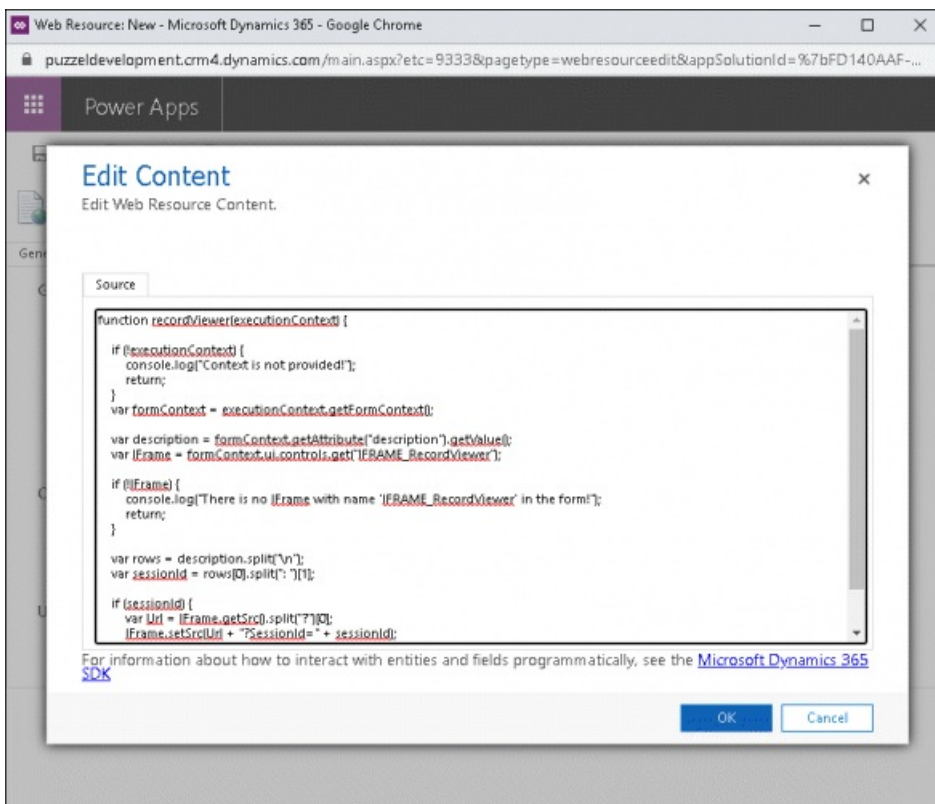 Web Resource: New - Microsoft Dynamics 365 - Google Chrome
puzzeldevelopment.crm4.dynamics.com/main.aspx?etc=9333&pagetype=webresourceedit&appSolutionId=%7bFD140AAF-...
Power Apps
Edit Content
Edit Web Resource Content.
Gene
Source
function recordViewer(executionContext) {
if (!executionContext) {
console.log("Context is not provided!");
return;
}
var formContext = executionContext.getFormContext();
var description = formContext.getAttribute("description").getValue();
var IFrame = formContext.ui.controls.get("IFRAME_RecordViewer");
if (!IFrame) {
console.log("There is no IFrame with name 'IFRAME_RecordViewer' in the form!");
return;
}
var rows = description.split("\n");
var sessionId = rows[0].split(": ")[1];
if (sessionId) {
var Url = IFrame.getSrc().split("?")[0];
IFrame.setSrc(Url + "?SessionId=" + sessionId);
For information about how to interact with entities and fields programmatically, see the Microsoft Dynamics 365
SDK
OK
Cancel